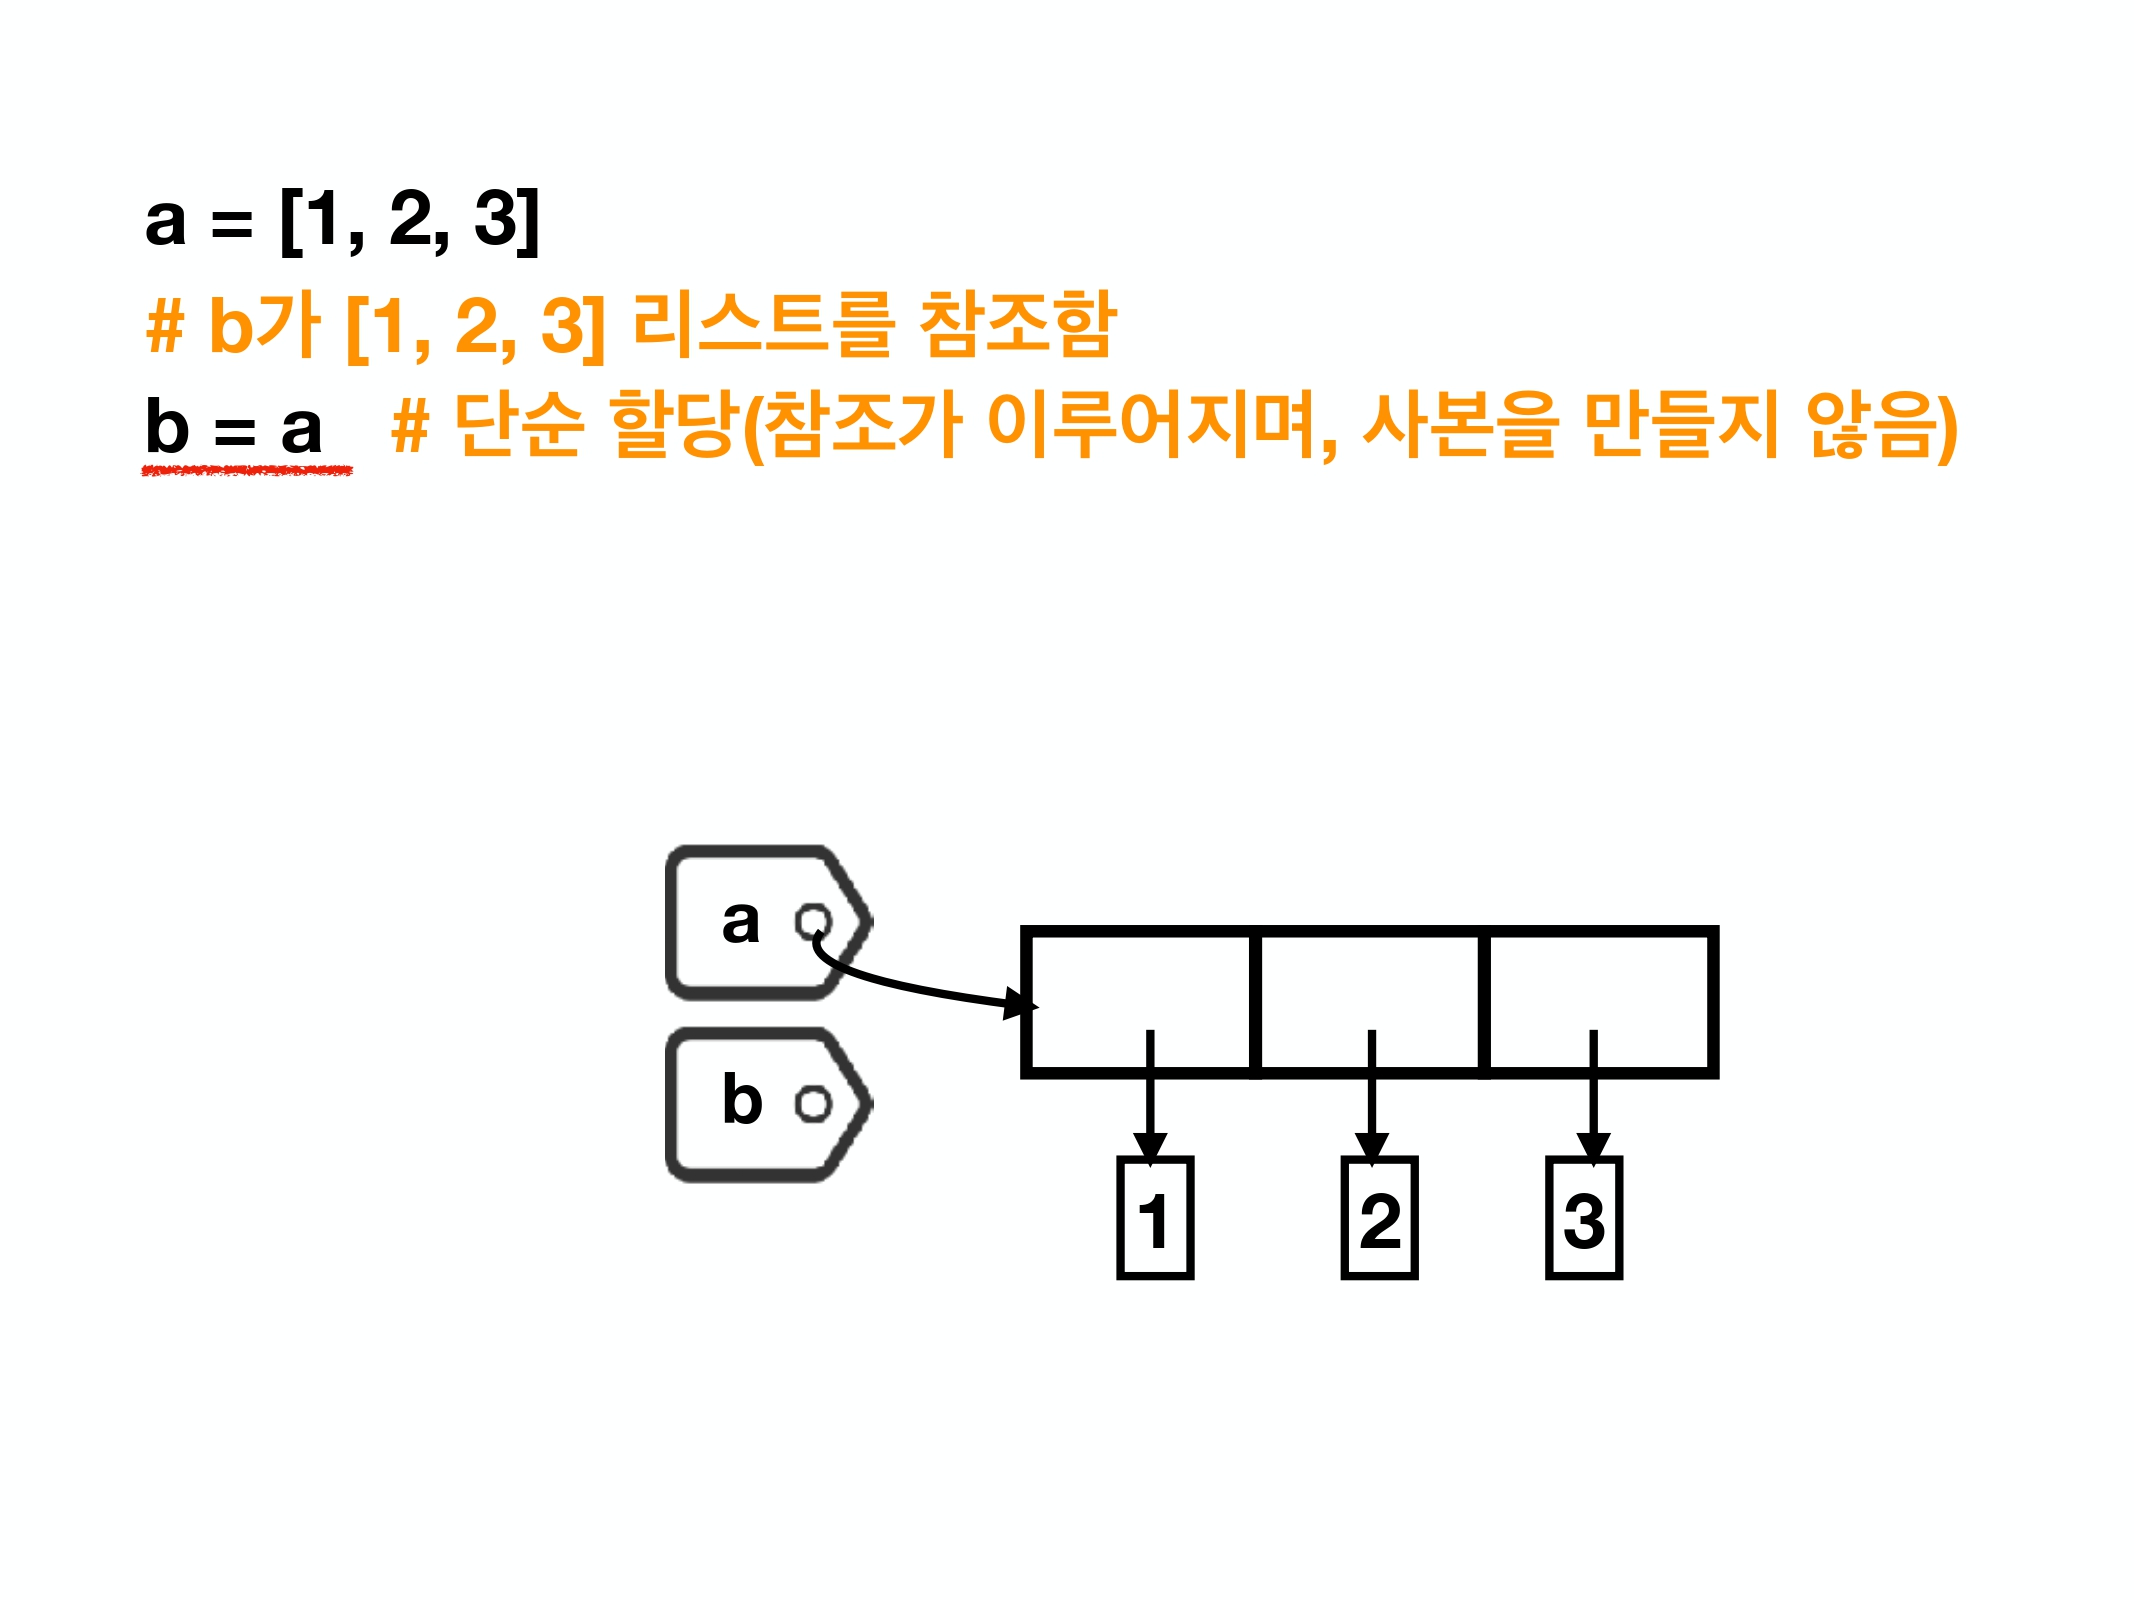 a = [1, 2, 3]
# b가 [1, 2, 3] 리스트를 참조함
b = a # 단순 할당(참조가 이루어지며, 사본을 만들지 않음)
a
b
1 2 3